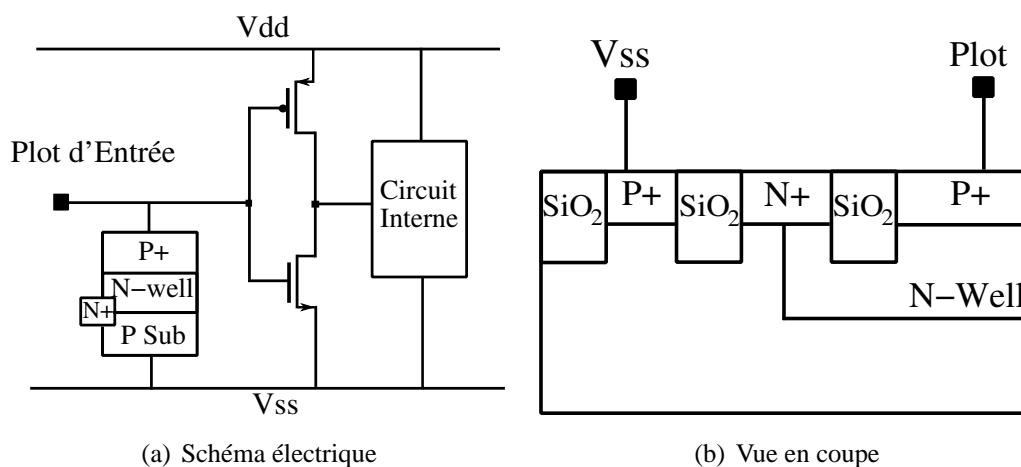 Vdd
Plot d'Entrée
P+
N−well
N+
P Sub
Circuit
Interne
Vss
(a) Schéma électrique
Vss
Plot
SiO2
P+
SiO2
N+
SiO2
P+
N−Well
(b) Vue en coupe